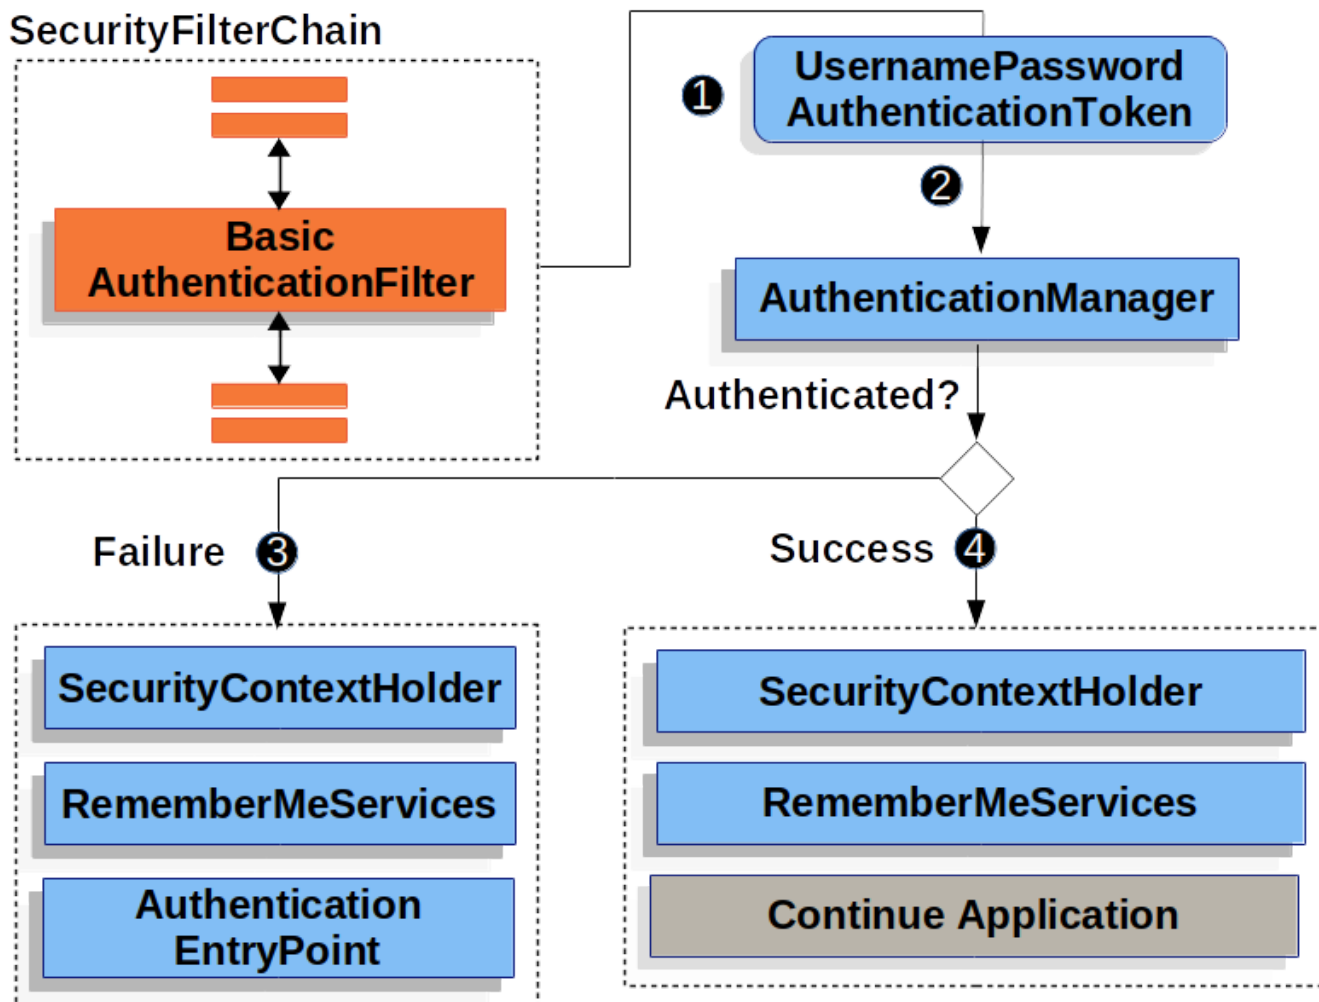 SecurityFilterChain
Basic
AuthenticationFilter
1
UsernamePassword
AuthenticationToken
2
AuthenticationManager
Authenticated?
Failure
3
Success
4
SecurityContextHolder
RememberMeServices
Authentication
EntryPoint
SecurityContextHolder
RememberMeServices
Continue Application